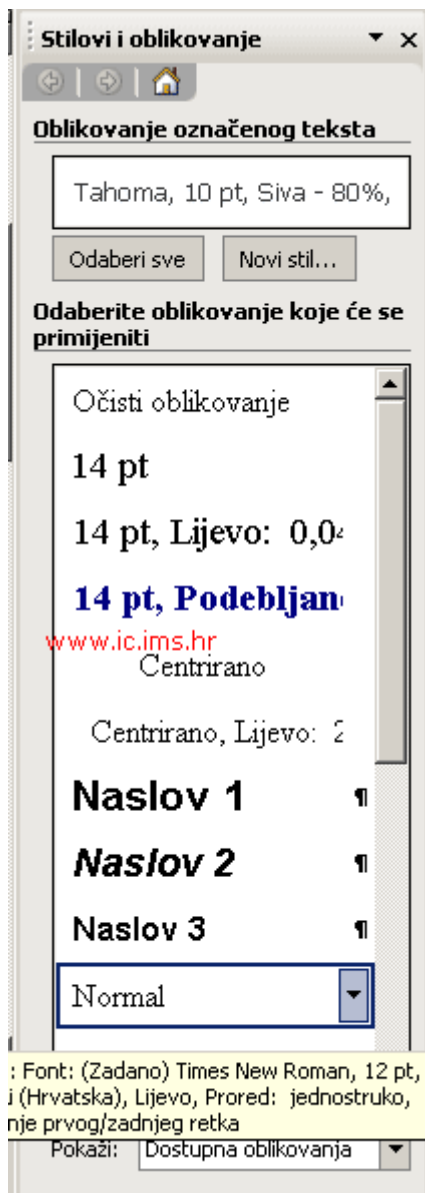 Stilovi i oblikovanje
Oblikovanje označenog teksta
Tahoma, 10 pt, Siva - 80%,
Odaberi sve Novi stil...
Odaberite oblikovanje koje će se
primijeniti
Očisti oblikovanje
14 pt
14 pt, Lijevo: 0,04
14 pt, Podebljano
www.ic.ims.hr
Centrirano
Centrirano, Lijevo: 2
Naslov 1 ¶
Naslov 2 ¶
Naslov 3 ¶
Normal
: Font: (Zadano) Times New Roman, 12 pt,
i (Hrvatska), Lijevo, Prored: jednostruko,
nje prvog/zadnjeg retka
Pokaži: Dostupna oblikovanja